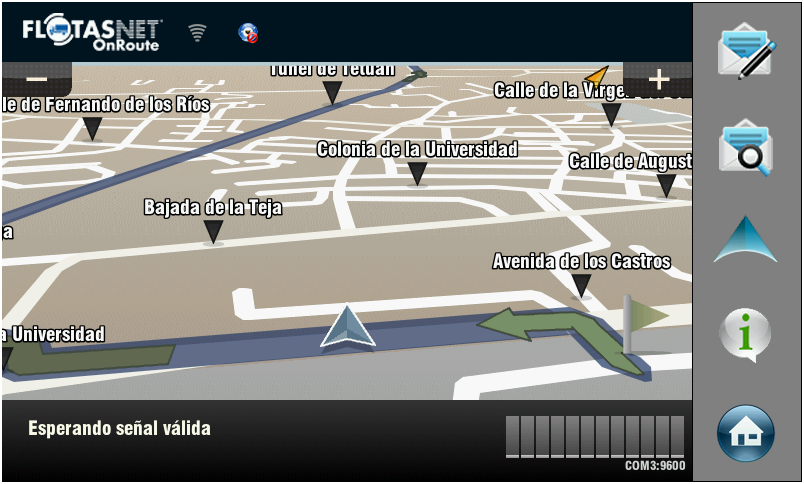 FLOTASNET
OnRoute
Túnel de Tetuán
lle de Fernando de los Ríos
Calle de la Virge
Colonia de la Universidad
Calle de August
Bajada de la Teja
a
Avenida de los Castros
a Universidad
Esperando señal válida
COM3:9600